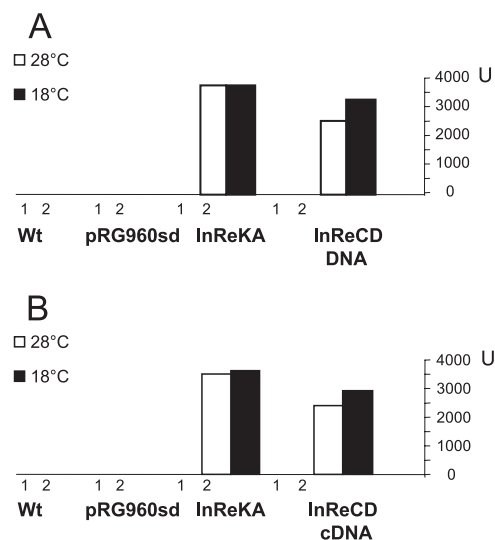 A
28°C
18°C
4000 U
3000
2000
1000
0
1 2 1 2 1 2 1 2
Wt pRG960sd InReKA InReCD
DNA
B
28°C
18°C
4000 U
3000
2000
1000
0
1 2 1 2 1 2 1 2
Wt pRG960sd InReKA InReCD
cDNA